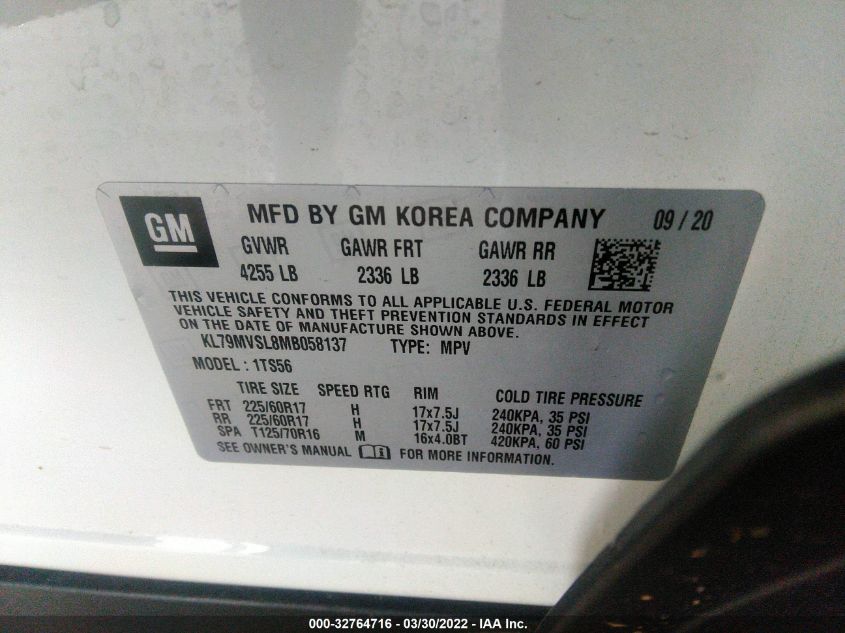 GM
MFD BY GM KOREA COMPANY 09 / 20
GVWR GAWR FRT GAWR RR
4255 LB 2336 LB 2336 LB
THIS VEHICLE CONFORMS TO ALL APPLICABLE U.S. FEDERAL MOTOR
VEHICLE SAFETY AND THEFT PREVENTION STANDARDS IN EFFECT
ON THE DATE OF MANUFACTURE SHOWN ABOVE.
KL79MVSL8MB058137 TYPE: MPV
MODEL : 1TS56
TIRE SIZE SPEED RTG RIM COLD TIRE PRESSURE
FRT 225/60R17 H 17x7.5J 240KPA, 35 PSI
RR 225/60R17 H 17x7.5J 240KPA, 35 PSI
SPA T125/70R16 M 16x4.0BT 420KPA, 60 PSI
SEE OWNER'S MANUAL FOR MORE INFORMATION.
000-32764716 — 03/30/2022 — IAA Inc.